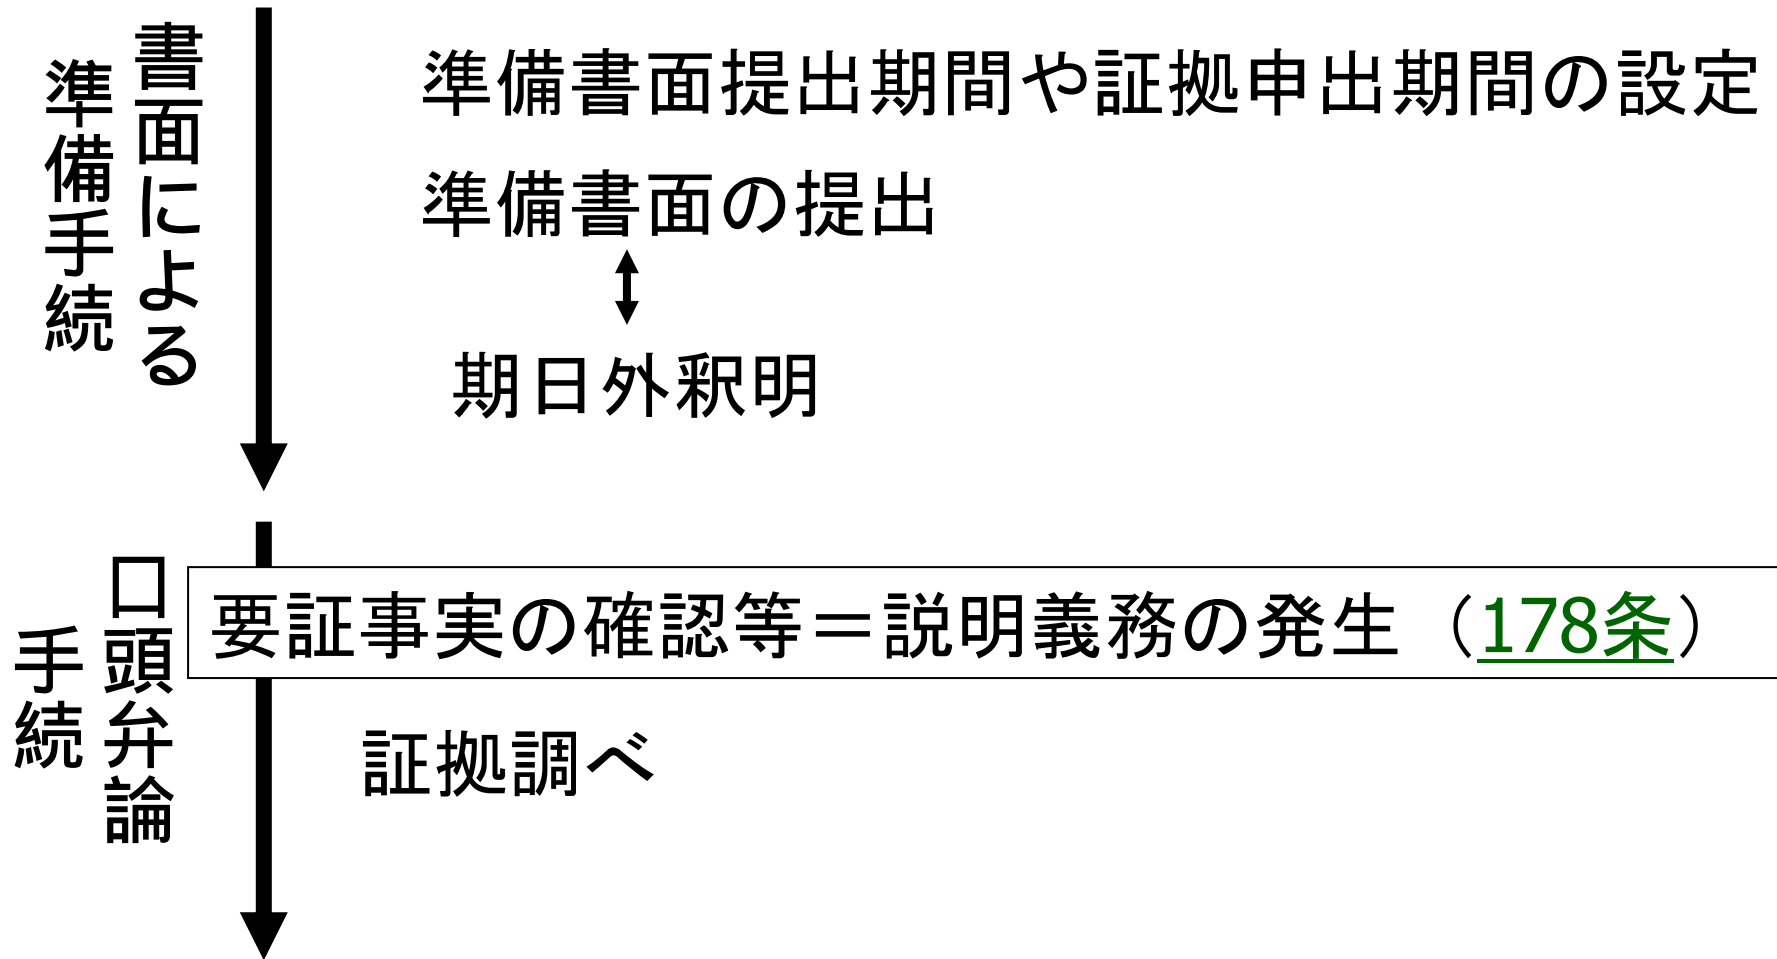 書面による
準備手続
準備書面提出期間や証拠申出期間の設定
準備書面の提出
期日外釈明
口頭弁論
手続
要証事実の確認等＝説明義務の発生（178条）
証拠調べ